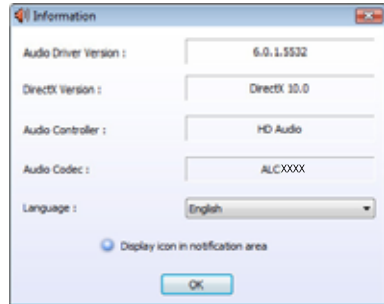 Information
Audio Driver Version :
6.0.1.5532
DirectX Version :
DirectX 10.0
Audio Controller :
HD Audio
Audio Codec :
ALCXXXX
Language :
English
Display icon in notification area
OK